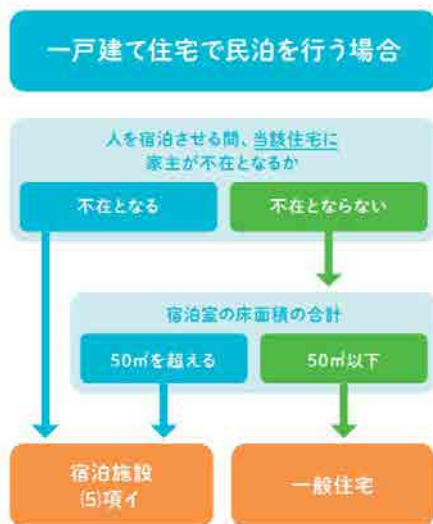 一戸建て住宅で民泊を行う場合
人を宿泊させる間、当該住宅に
家主が不在となるか
不在となる
不在とならない
宿泊室の床面積の合計
50㎡を超える
50㎡以下
宿泊施設
(5)項イ
一般住宅